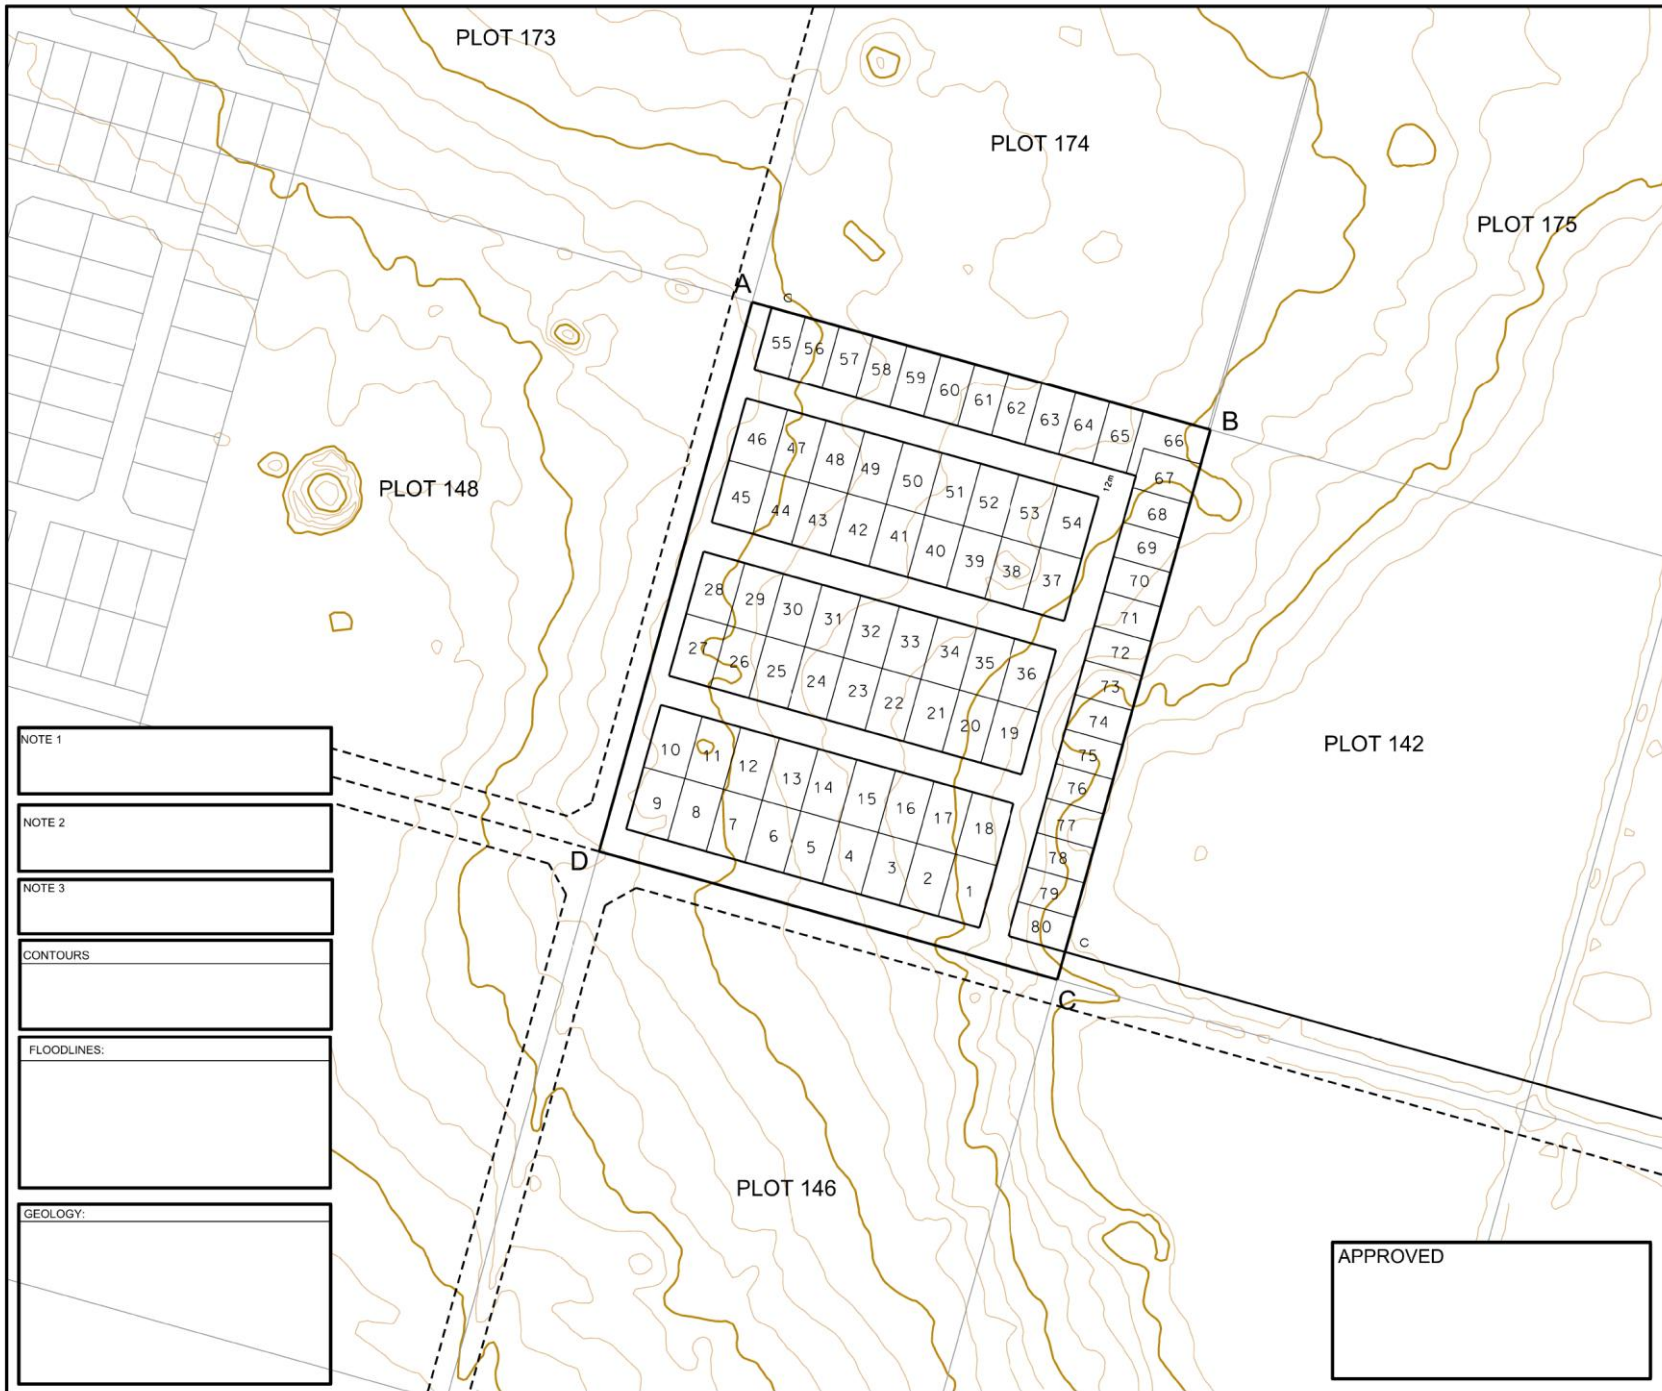 PLOT 173
PLOT 174
PLOT 175
A
C
B
55 56 57 58 59 60 61 62 63 64 65 66
46 47 48 49 50 51 52 53 54
12m
45 44 43 42 41 40 39 38 37
67
68
69
70
71
72
73
74
75
76
77
78
79
80
28 29 30 31 32 33 34 35 36
27 26 25 24 23 22 21 20 19
10 11 12 13 14 15 16 17 18
9 8 7 6 5 4 3 2 1
PLOT 148
PLOT 142
D
C
C
PLOT 146
NOTE 1
NOTE 2
NOTE 3
CONTOURS
FLOODLINES:
GEOLOGY:
APPROVED